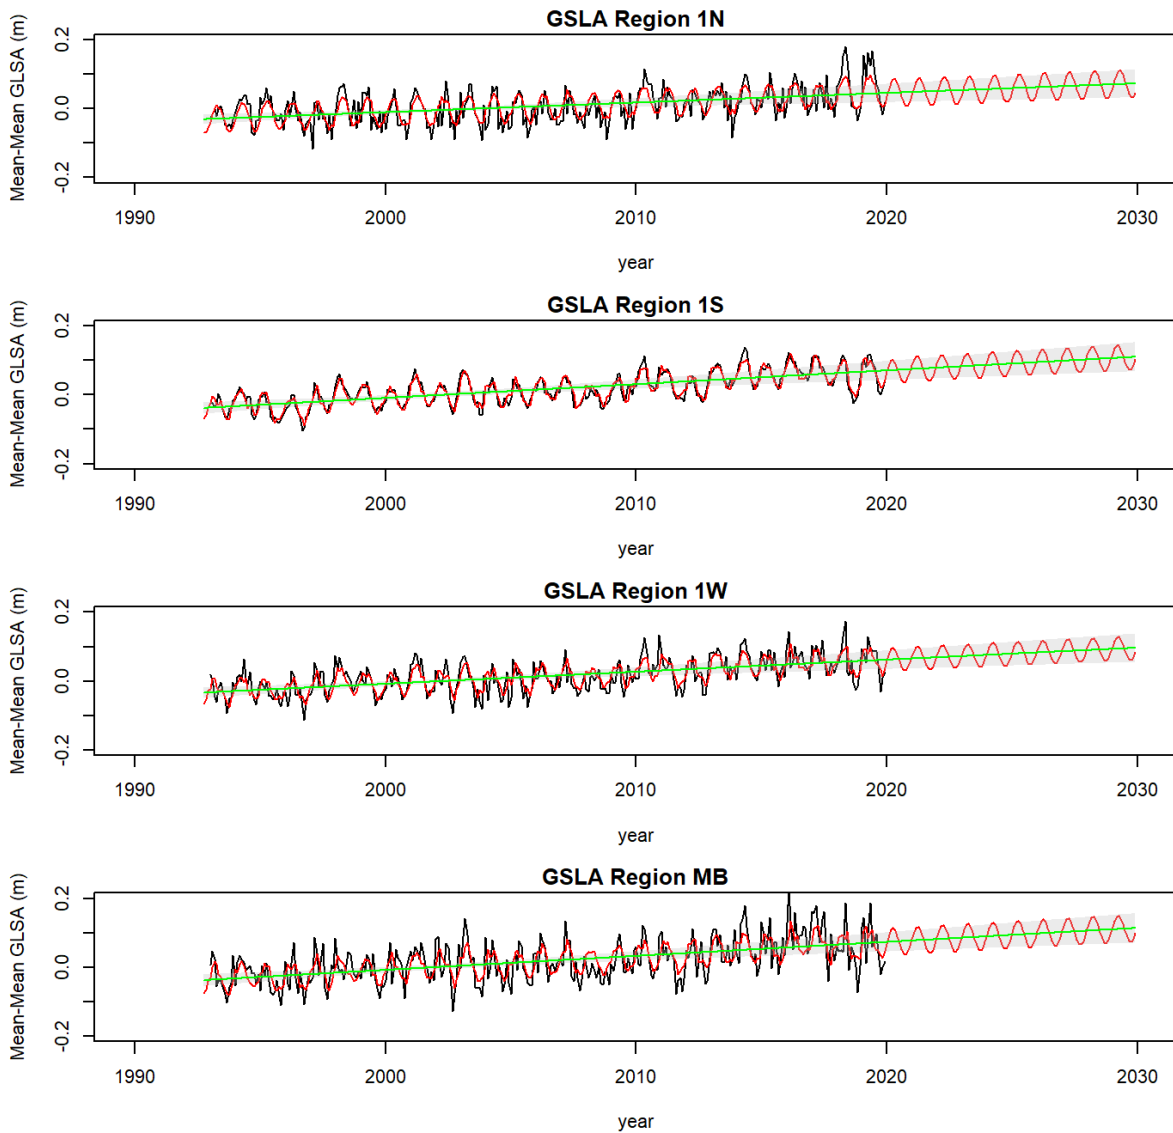 GSLA Region 1N
Mean-Mean GLSA (m)
0.2
0.0
-0.2
1990 2000 2010 2020 2030
year
GSLA Region 1S
Mean-Mean GLSA (m)
0.2
0.0
-0.2
1990 2000 2010 2020 2030
year
GSLA Region 1W
Mean-Mean GLSA (m)
0.2
0.0
-0.2
1990 2000 2010 2020 2030
year
GSLA Region MB
Mean-Mean GLSA (m)
0.2
0.0
-0.2
1990 2000 2010 2020 2030
year